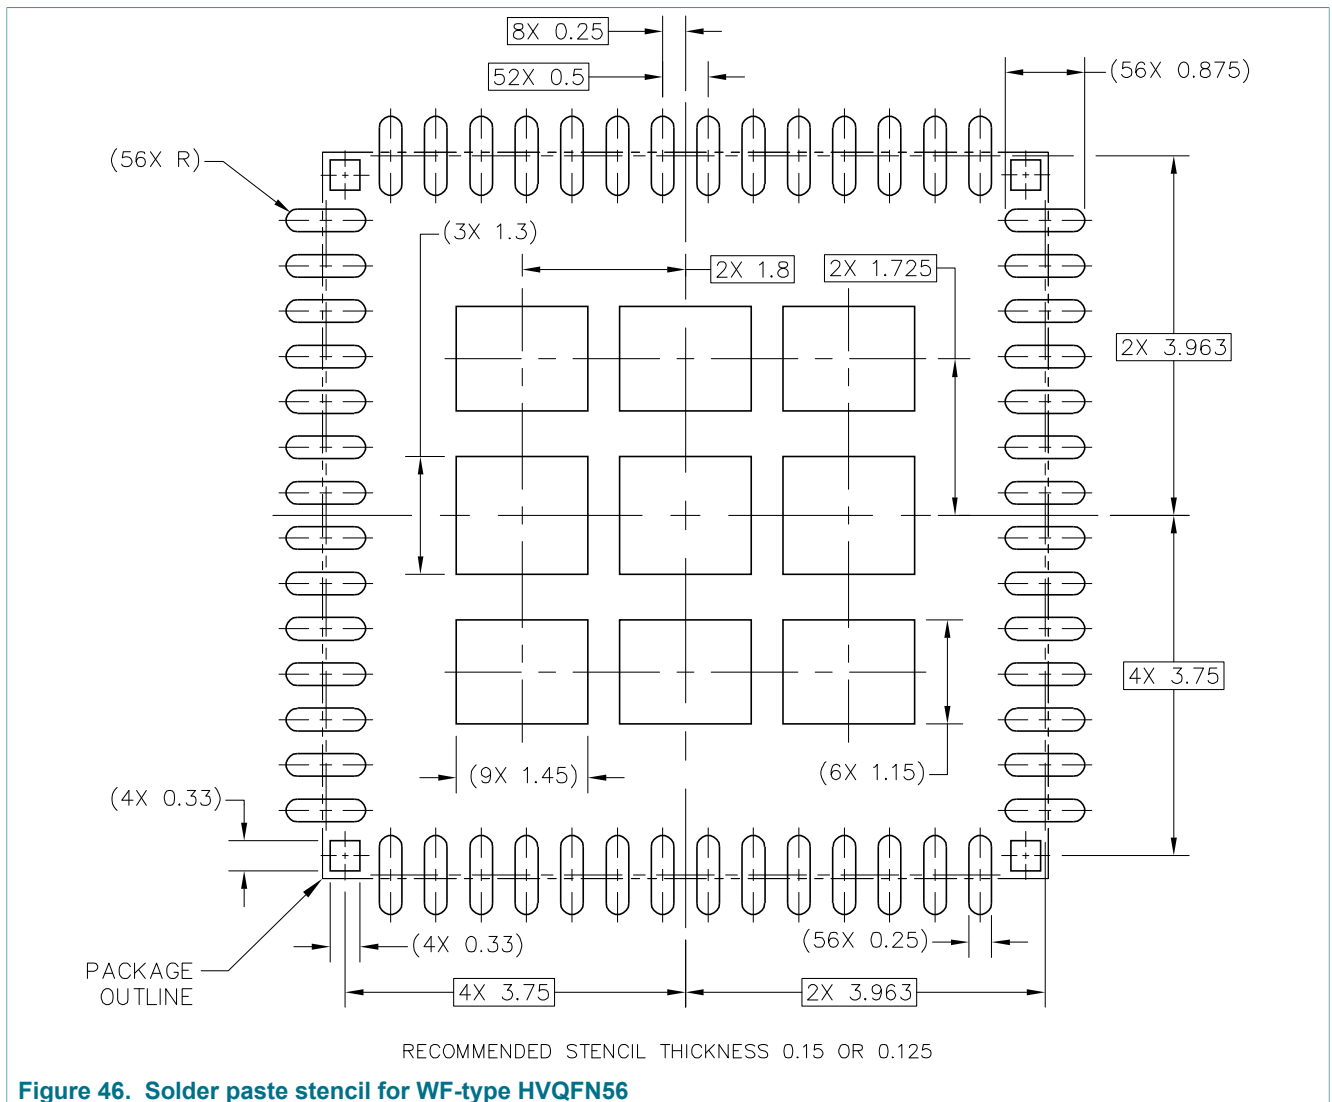 8X 0.25
52X 0.5
(56X 0.875)
(56X R)
(3X 1.3)
2X 1.8
2X 1.725
2X 3.963
4X 3.75
(9X 1.45)
(6X 1.15)
(4X 0.33)
(4X 0.33)
(56X 0.25)
PACKAGE
OUTLINE
4X 3.75
2X 3.963
RECOMMENDED STENCIL THICKNESS 0.15 OR 0.125
Figure 46. Solder paste stencil for WF-type HVQFN56